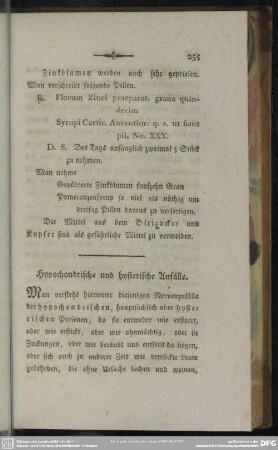 255
Zinkblumen werden auch sehr gepriesen.
Man verschreibt folgende Pillen.
R. Florum Zinci praeparat. grana quin-
decim
Syrupi Cortic. Aurantior. q. s. ut fiant
pil. No. XXX.
D. S. Des Tags anfänglich zweimal 3 Stück
zu nehmen.
Man nehme
Gepülverte Zinkblumen funfzehn Gran
Pomeranzensyrup so viel als nöthig um
dreißig Pillen daraus zu verfertigen.
Die Mittel aus dem Bleizucker und
Kupfer sind als gefährliche Mittel zu vermeiden.
Hypochondrische und hysterische Anfälle.
Man versteht hierunter diejenigen Nervenzufälle
der hypochondrischen, hauptsächlich aber hyste-
rischen Personen, da sie entweder wie erstarrt,
oder wie erstickt, oder wie ohnmächtig, oder in
Zuckungen, oder wie betäubt und entseelt da liegen,
oder sich auch zu anderer Zeit wie verrückte Leute
gebehrden, die ohne Ursache lachen und weinen,